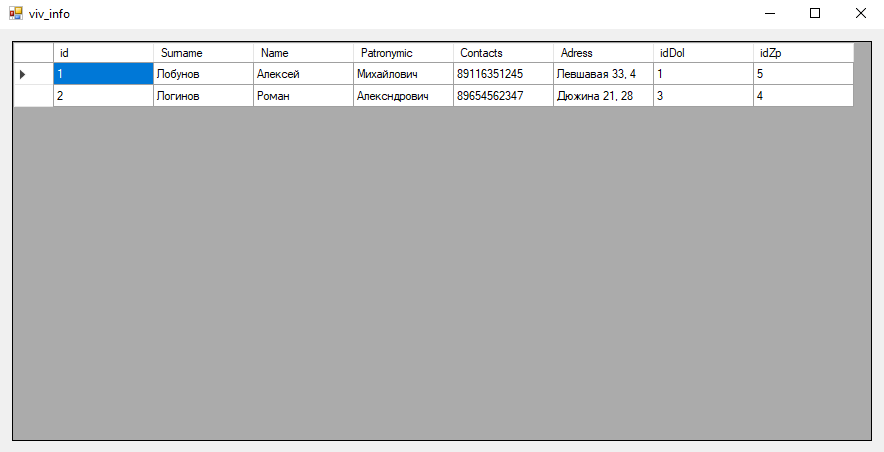 viv_info
id Surname Name Patronymic Contacts Adress idDol idZp
1 Лобунов Алексей Михайлович 89116351245 Левшавая 33, 4 1 5
2 Логинов Роман Алексндрович 89654562347 Дюжина 21, 28 3 4